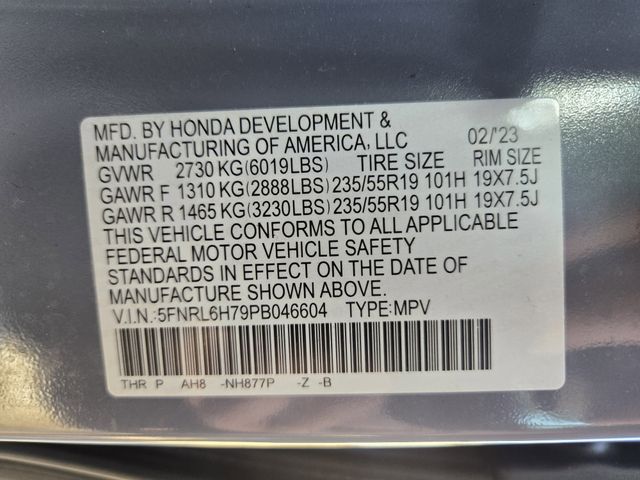 MFD. BY HONDA DEVELOPMENT &
MANUFACTURING OF AMERICA, LLC 02/'23
GVWR 2730 KG(6019LBS) TIRE SIZE RIM SIZE
GAWR F 1310 KG(2888LBS) 235/55R19 101H 19X7.5J
GAWR R 1465 KG(3230LBS) 235/55R19 101H 19X7.5J
THIS VEHICLE CONFORMS TO ALL APPLICABLE
FEDERAL MOTOR VEHICLE SAFETY
STANDARDS IN EFFECT ON THE DATE OF
MANUFACTURE SHOWN ABOVE.
V.I.N.:5FNRL6H79PB046604 TYPE:MPV
THR P AH8 -NH877P -Z -B